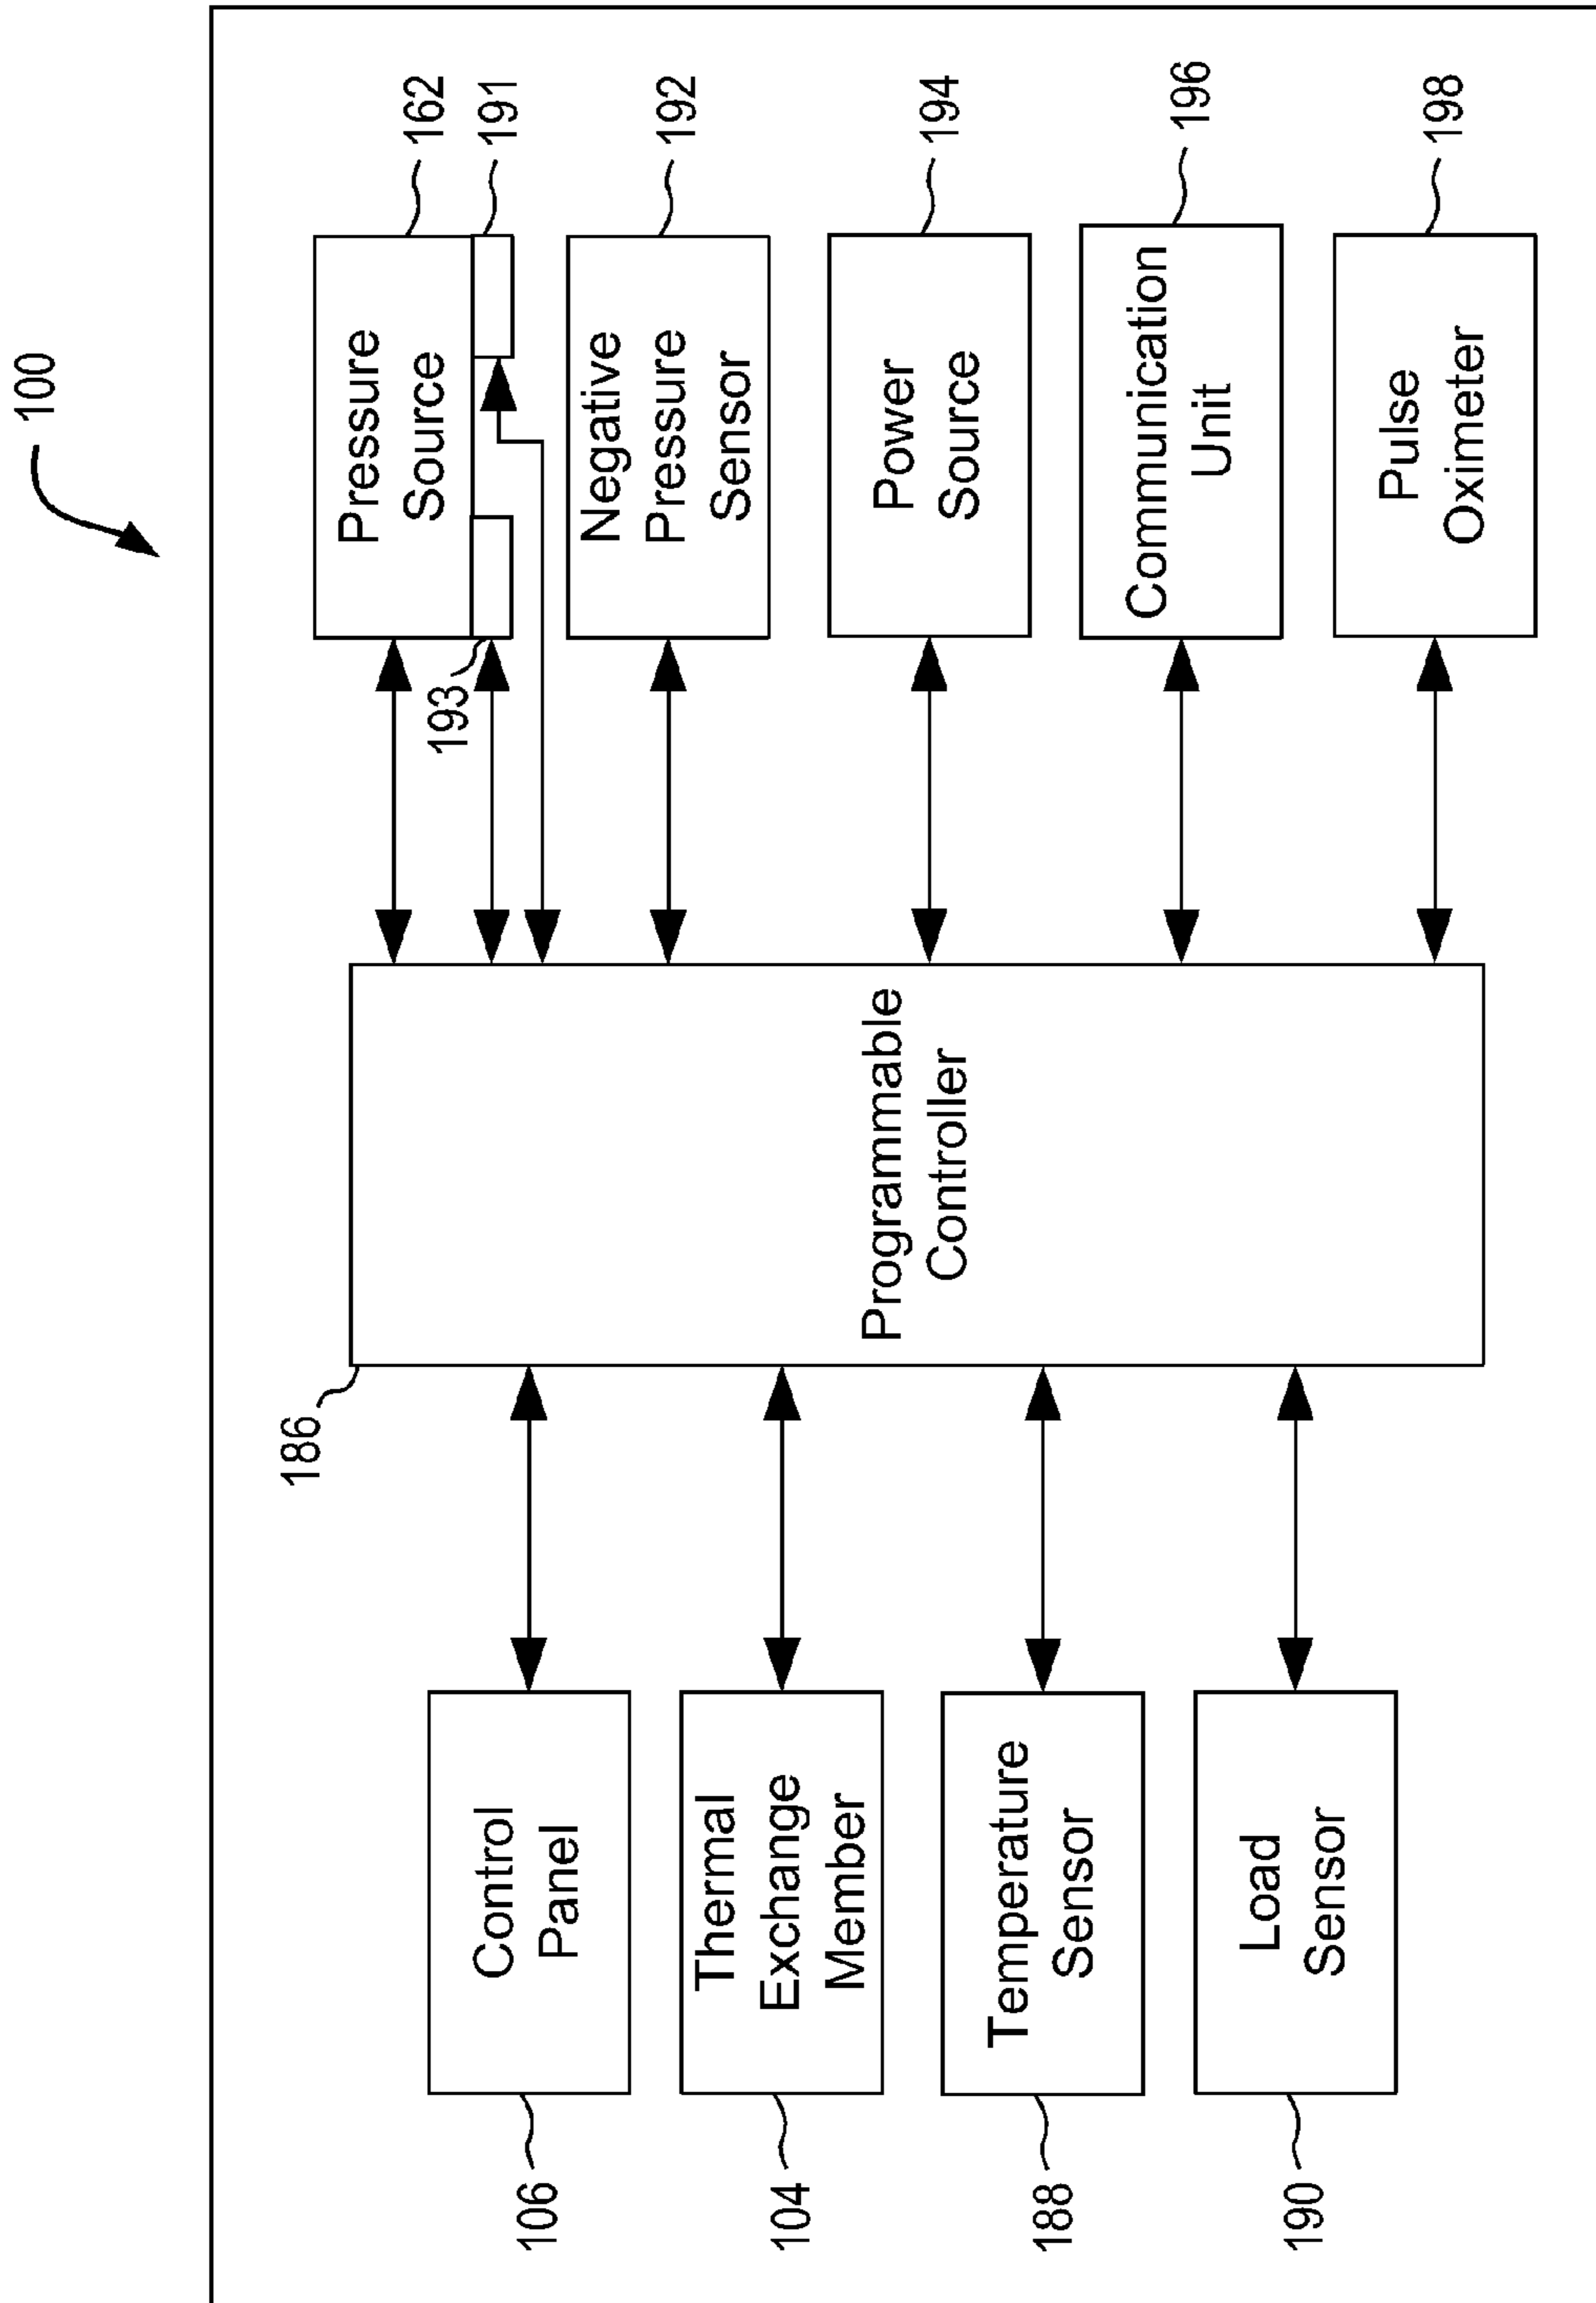 100
186
106
Control
Panel
104
Thermal
Exchange
Member
188
Temperature
Sensor
190
Load
Sensor
Programmable
Controller
Pressure
Source
162
191
193
Negative
Pressure
Sensor
192
Power
Source
194
Communication
Unit
196
Pulse
Oximeter
198